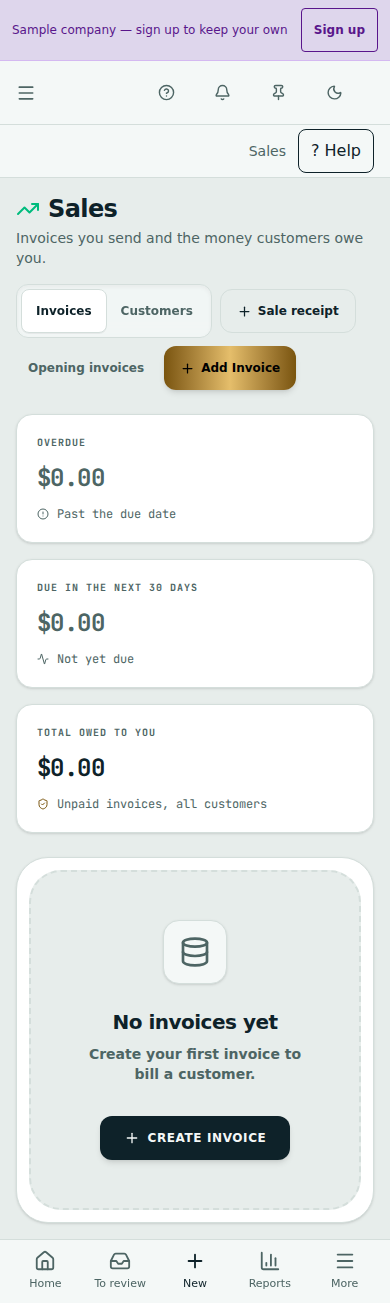 Sample company — sign up to keep your own Sign up
Sales ? Help
Sales
Invoices you send and the money customers owe
you.
Invoices Customers + Sale receipt
Opening invoices + Add Invoice
OVERDUE
$0.00
Past the due date
DUE IN THE NEXT 30 DAYS
$0.00
Not yet due
TOTAL OWED TO YOU
$0.00
Unpaid invoices, all customers
No invoices yet
Create your first invoice to
bill a customer.
+ CREATE INVOICE
Home To review New Reports More